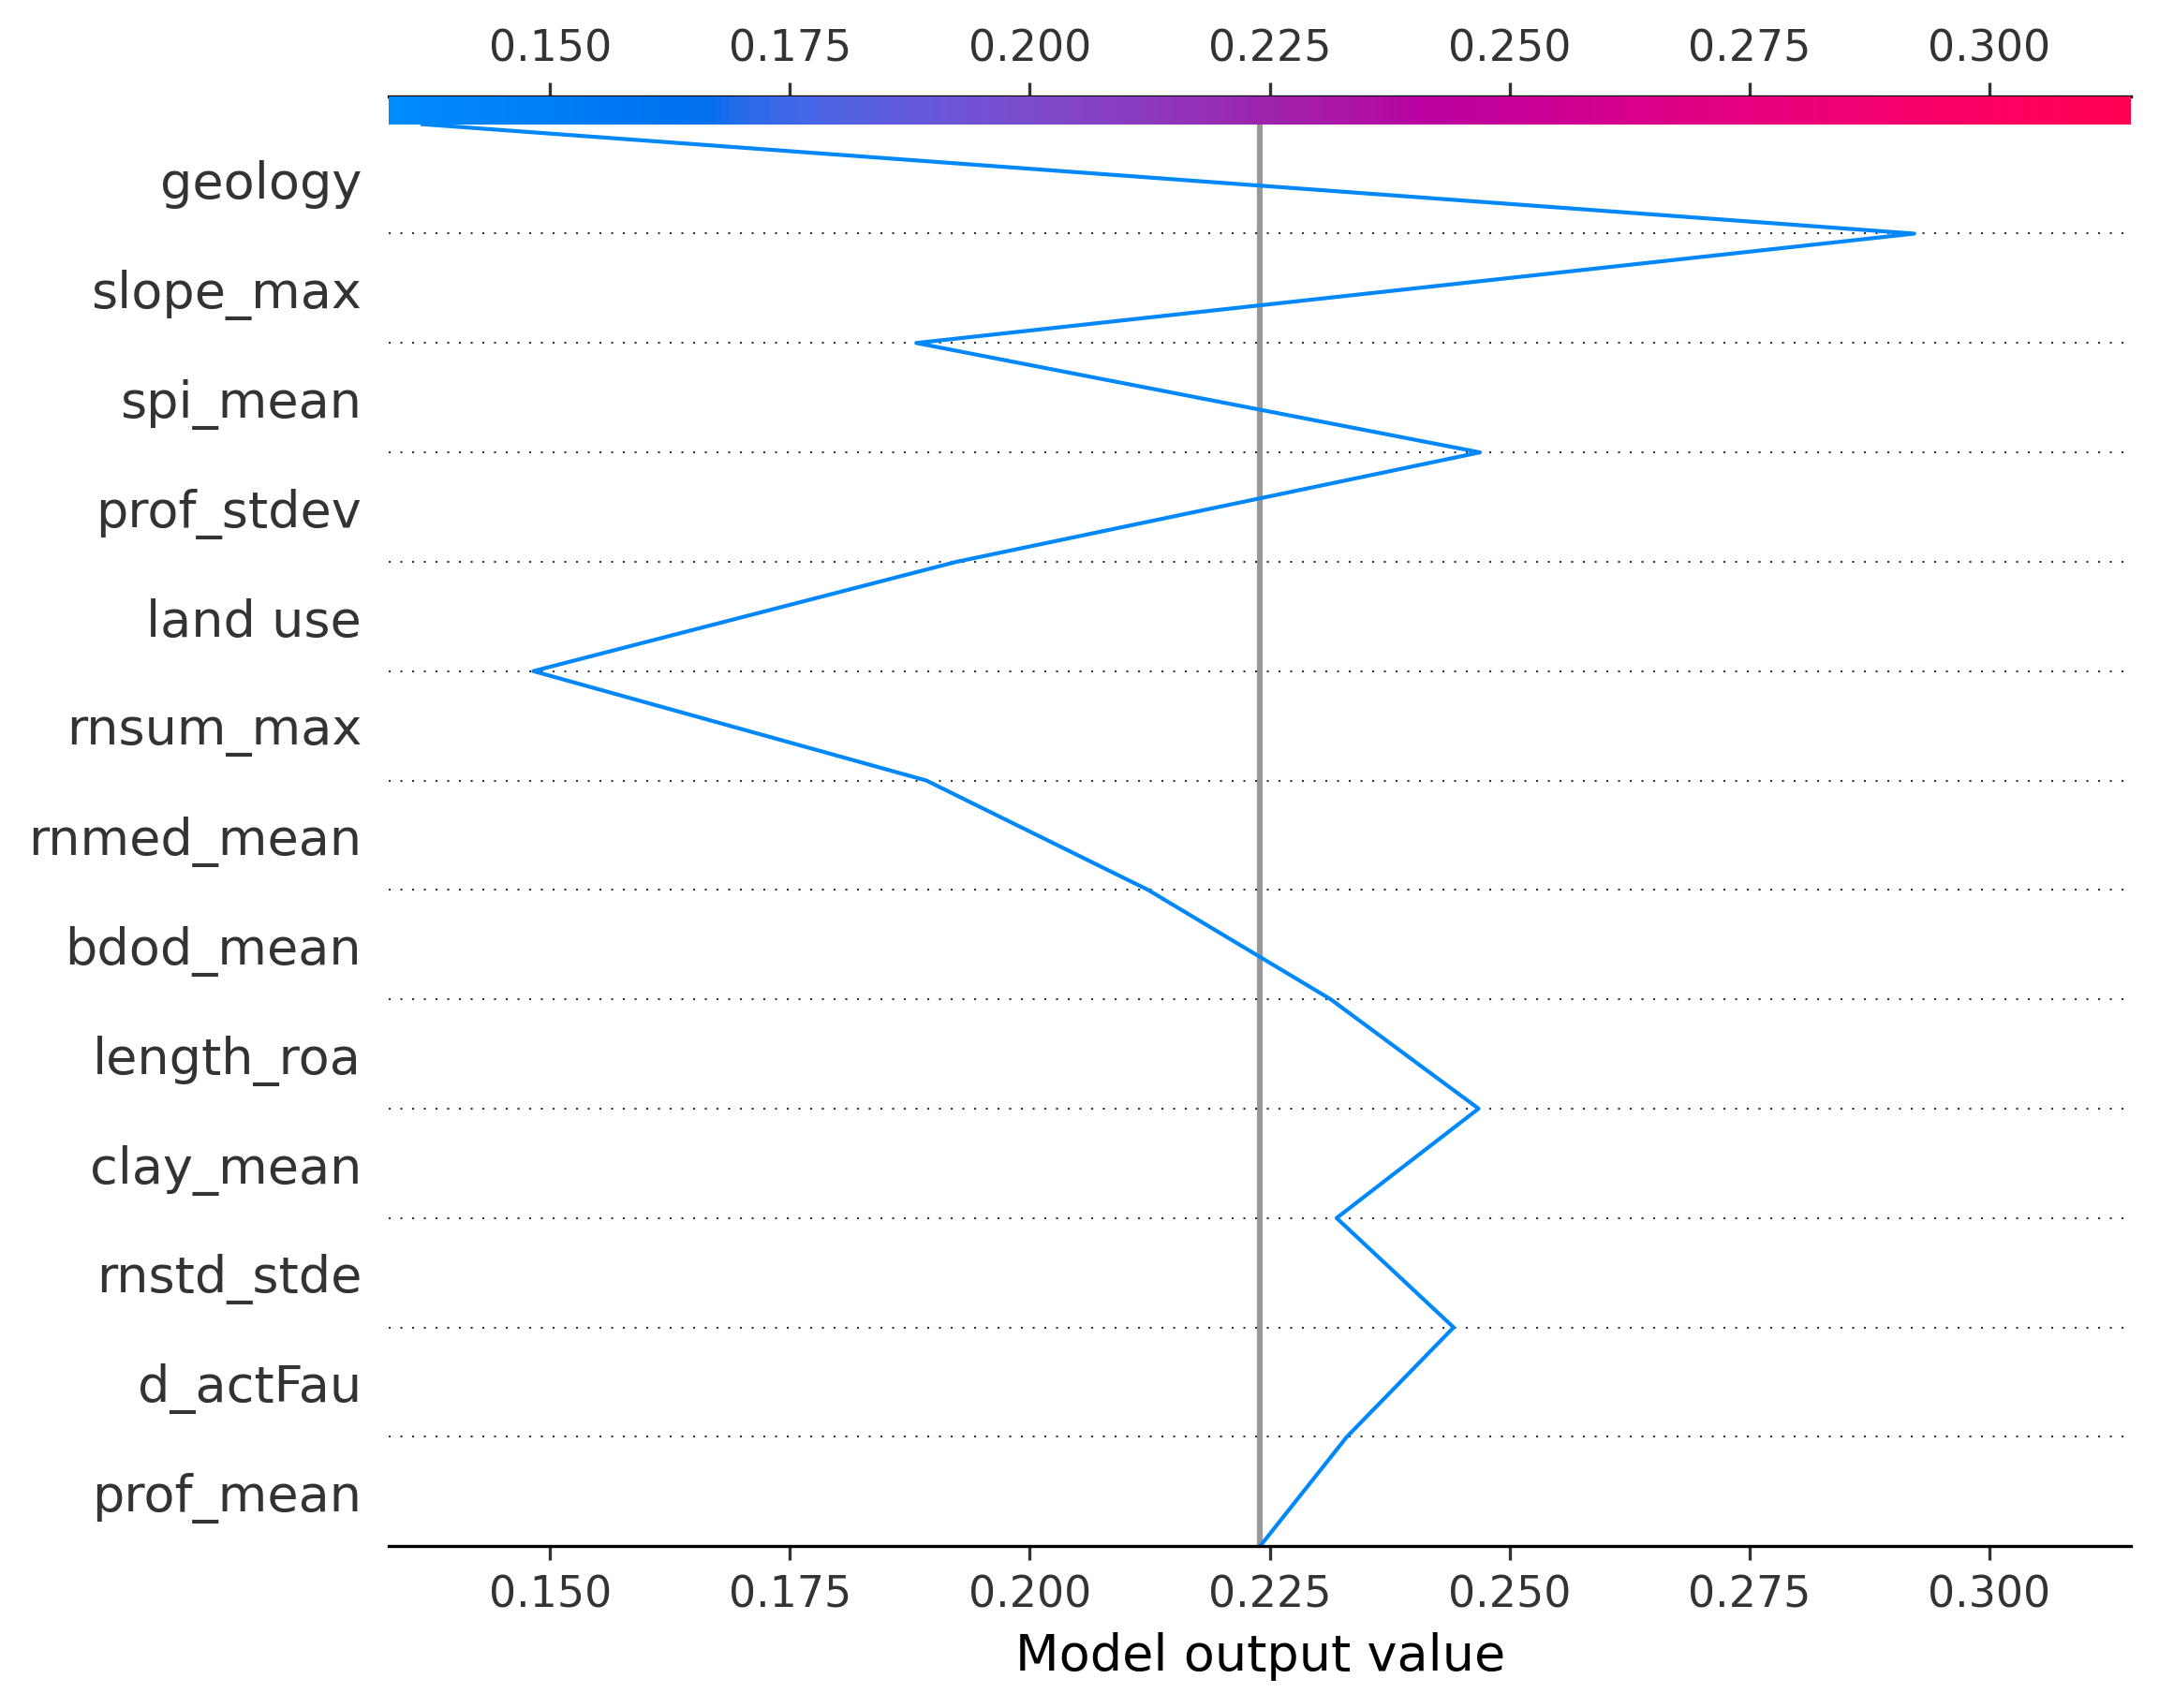 0.150 0.175 0.200 0.225 0.250 0.275 0.300
geology
slope_max
spi_mean
prof_stdev
land use
rnsum_max
rnmed_mean
bdod_mean
length_roa
clay_mean
rnstd_stde
d_actFau
prof_mean
0.150 0.175 0.200 0.225 0.250 0.275 0.300
Model output value